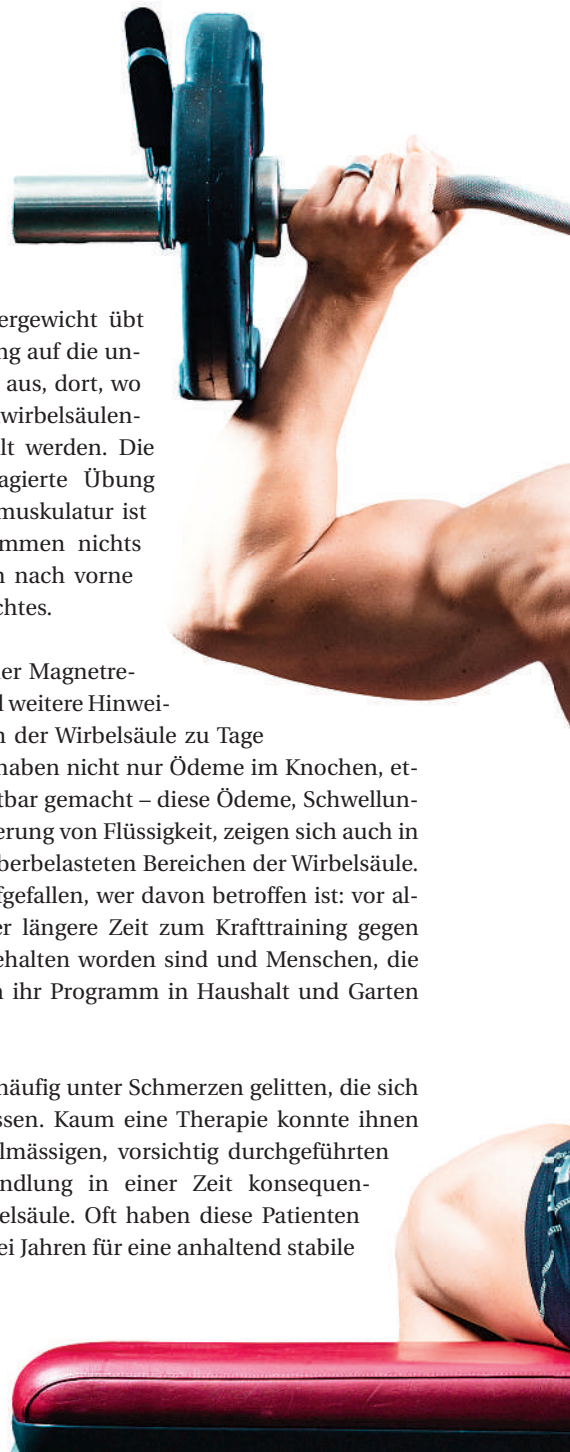 ergewicht übt
ng auf die un-
aus, dort, wo
wirbelsäulen-
lt werden. Die
agierte Übung
muskulatur ist
mmen nichts
n nach vorne
chtes.
er Magnetre-
d weitere Hinwei-
n der Wirbelsäule zu Tage
haben nicht nur Ödeme im Knochen, et-
tbar gemacht – diese Ödeme, Schwellun-
erung von Flüssigkeit, zeigen sich auch in
berbelasteten Bereichen der Wirbelsäule.
fgefallen, wer davon betroffen ist: vor al-
er längere Zeit zum Krafttraining gegen
ehalten worden sind und Menschen, die
n ihr Programm in Haushalt und Garten
häufig unter Schmerzen gelitten, die sich
ssen. Kaum eine Therapie konnte ihnen
lmässigen, vorsichtig durchgeführten
ndlung in einer Zeit konsequen-
elsäule. Oft haben diese Patienten
ei Jahren für eine anhaltend stabile